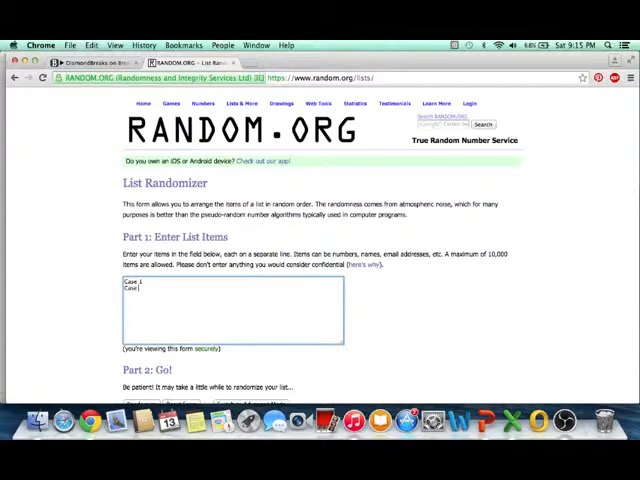 Chrome File Edit View History Bookmarks People Window Help 68% Sat 9:15 PM
DiamondBreaks on Brea RANDOM.ORG - List Rand
RANDOM.ORG (Randomness and Integrity Services Ltd) [IE] https://www.random.org/lists/
Home Games Numbers Lists & More Drawings Web Tools Statistics Testimonials Learn More Login
Search RANDOM.ORG
Search
RANDOM.ORG
True Random Number Service
Do you own an iOS or Android device? Check out our app!
List Randomizer
This form allows you to arrange the items of a list in random order. The randomness comes from atmospheric noise, which for many
purposes is better than the pseudo-random number algorithms typically used in computer programs.
Part 1: Enter List Items
Enter your items in the field below, each on a separate line. Items can be numbers, names, email addresses, etc. A maximum of 10,000
items are allowed. Please don't enter anything you would consider confidential (here's why).
Case 1
Case
(you're viewing this form securely)
Part 2: Go!
Be patient! It may take a little while to randomize your list...